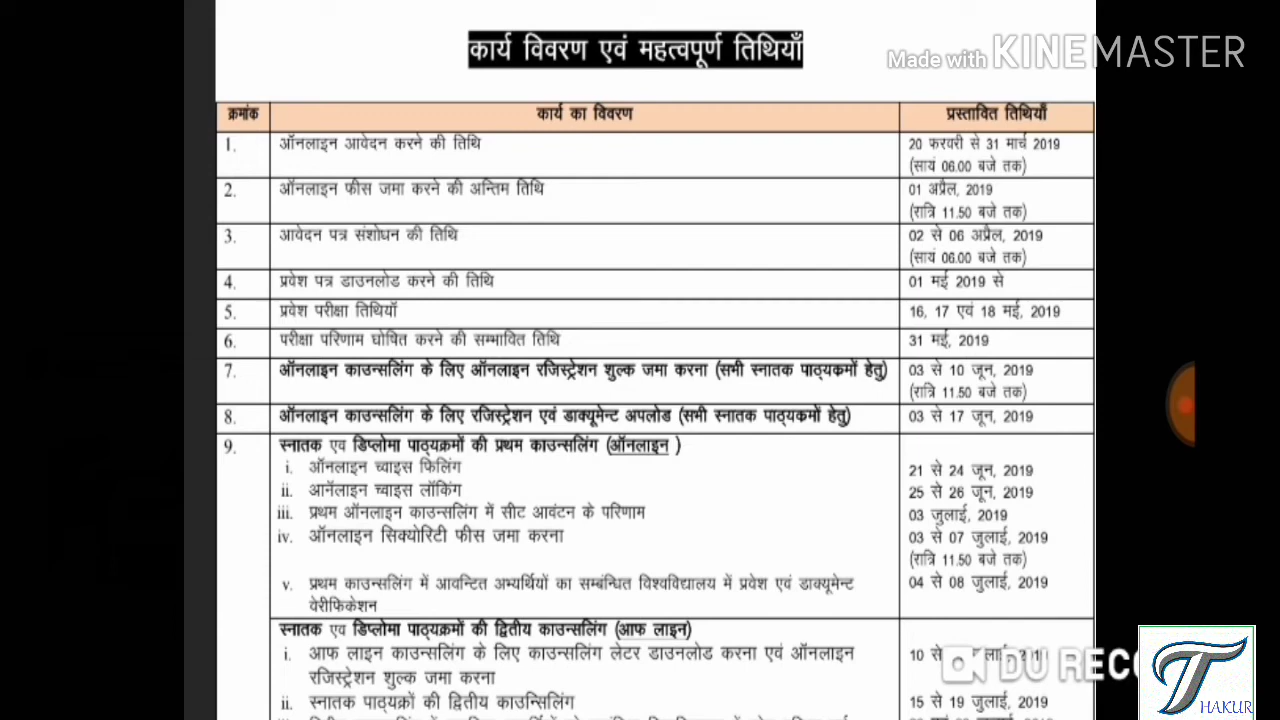 कार्य विवरण एवं महत्वपूर्ण तिथियाँ
Made with KINEMASTER
क्रमांक कार्य का विवरण प्रस्तावित तिथियाँ
1. ऑनलाइन आवेदन करने की तिथि 20 फरवरी से 31 मार्च 2019
(सायं 06.00 बजे तक)
2. ऑनलाइन फीस जमा करने की अन्तिम तिथि 01 अप्रैल, 2019
(रात्रि 11.50 बजे तक)
3. आवेदन पत्र संशोधन की तिथि 02 से 06 अप्रैल, 2019
(सायं 06.00 बजे तक)
4. प्रवेश पत्र डाउनलोड करने की तिथि 01 मई 2019 से
5. प्रवेश परीक्षा तिथियॉ 16, 17 एवं 18 मई, 2019
6. परीक्षा परिणाम घोषित करने की सम्भावित तिथि 31 मई, 2019
7. ऑनलाइन काउन्सलिंग के लिए ऑनलाइन रजिस्ट्रेशन शुल्क जमा करना (सभी स्नातक पाठ्यक्रमों हेतु) 03 से 10 जून, 2019
(रात्रि 11.50 बजे तक)
8. ऑनलाइन काउन्सलिंग के लिए रजिस्ट्रेशन एवं डाक्यूमेन्ट अपलोड (सभी स्नातक पाठ्यक्रमों हेतु) 03 से 17 जून, 2019
9. स्नातक एवं डिप्लोमा पाठ्यक्रमों की प्रथम काउन्सलिंग (ऑनलाइन )
i. ऑनलाइन च्वाइस फिलिंग 21 से 24 जून, 2019
ii. आनॅलाइन च्वाइस लॉकिंग 25 से 26 जून, 2019
iii. प्रथम ऑनलाइन काउन्सलिंग में सीट आवंटन के परिणाम 03 जुलाई, 2019
iv. ऑनलाइन सिक्योरिटी फीस जमा करना 03 से 07 जुलाई, 2019
(रात्रि 11.50 बजे तक)
v. प्रथम काउन्सलिंग में आवन्टित अभ्यर्थियों का सम्बंन्धित विश्वविद्यालय में प्रवेश एवं डाक्यूमेन्ट 04 से 08 जुलाई, 2019
वेरीफिकेशन
स्नातक एवं डिप्लोमा पाठ्यक्रमों की द्वितीय काउन्सलिंग (आफ लाइन)
i. आफ लाइन काउन्सलिंग के लिए काउन्सलिंग लेटर डाउनलोड करना एवं ऑनलाइन 10 से
रजिस्ट्रेशन शुल्क जमा करना
DU RECO
ii. स्नातक पाठ्यक्रों की द्वितीय काउन्सिलिंग 15 से 19 जुलाई, 2019
T HAKUR